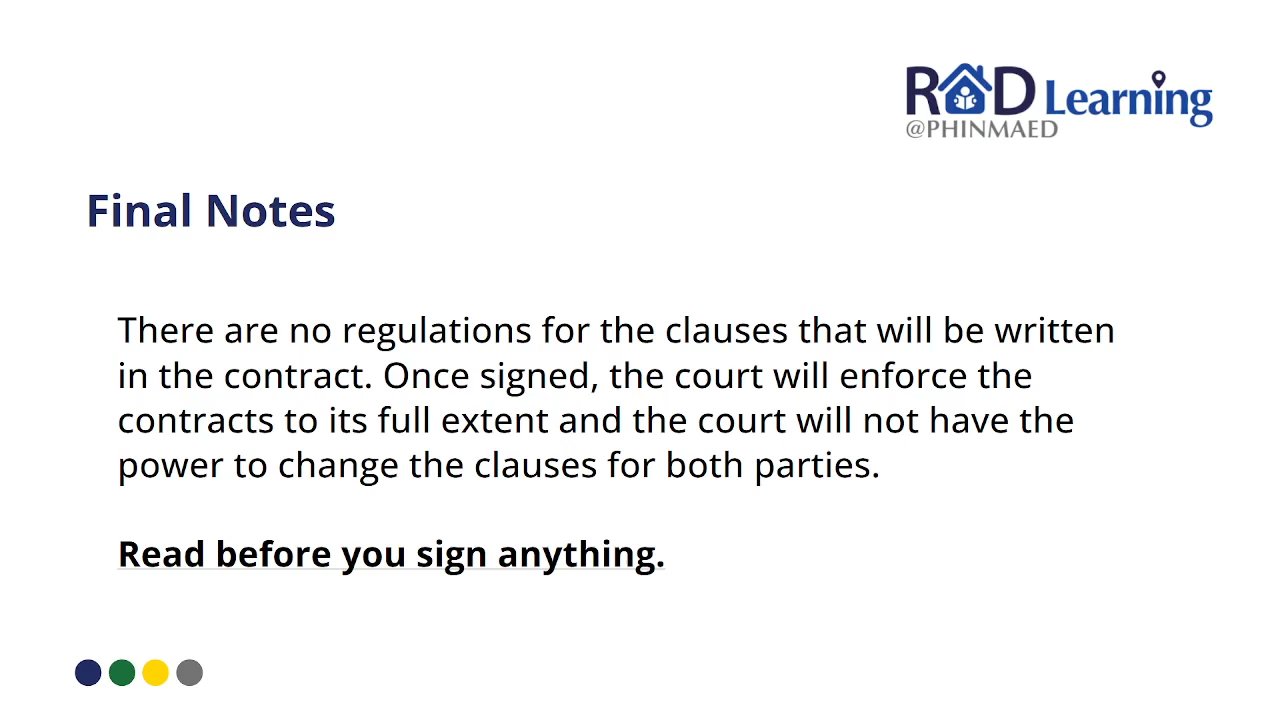 RAD Learning
@PHINMAED
Final Notes
There are no regulations for the clauses that will be written
in the contract. Once signed, the court will enforce the
contracts to its full extent and the court will not have the
power to change the clauses for both parties.
Read before you sign anything.